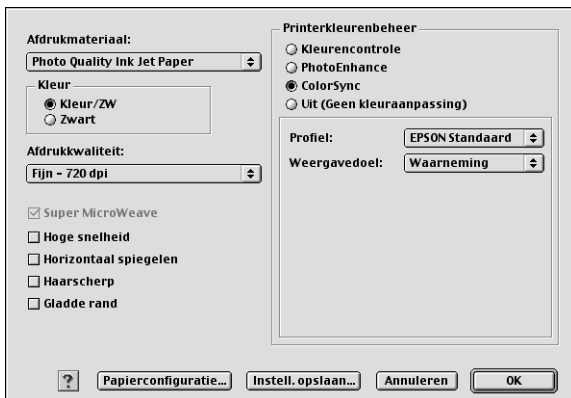 Afdrukmateriaal:
Photo Quality Ink Jet Paper
Kleur
Kleur/ZW
Zwart
Afdrukkwaliteit:
Fijn - 720 dpi
Super MicroWeave
Hoge snelheid
Horizontaal spiegelen
Haarscherp
Gladde rand
Printerkleurenbeheer
Kleurencontrole
PhotoEnhance
ColorSync
Uit (Geen kleuraanpassing)
Profiel: EPSON Standaard
Weergavedoel: Waarneming
? Papierconfiguratie... Instell. opslaan... Annuleren OK